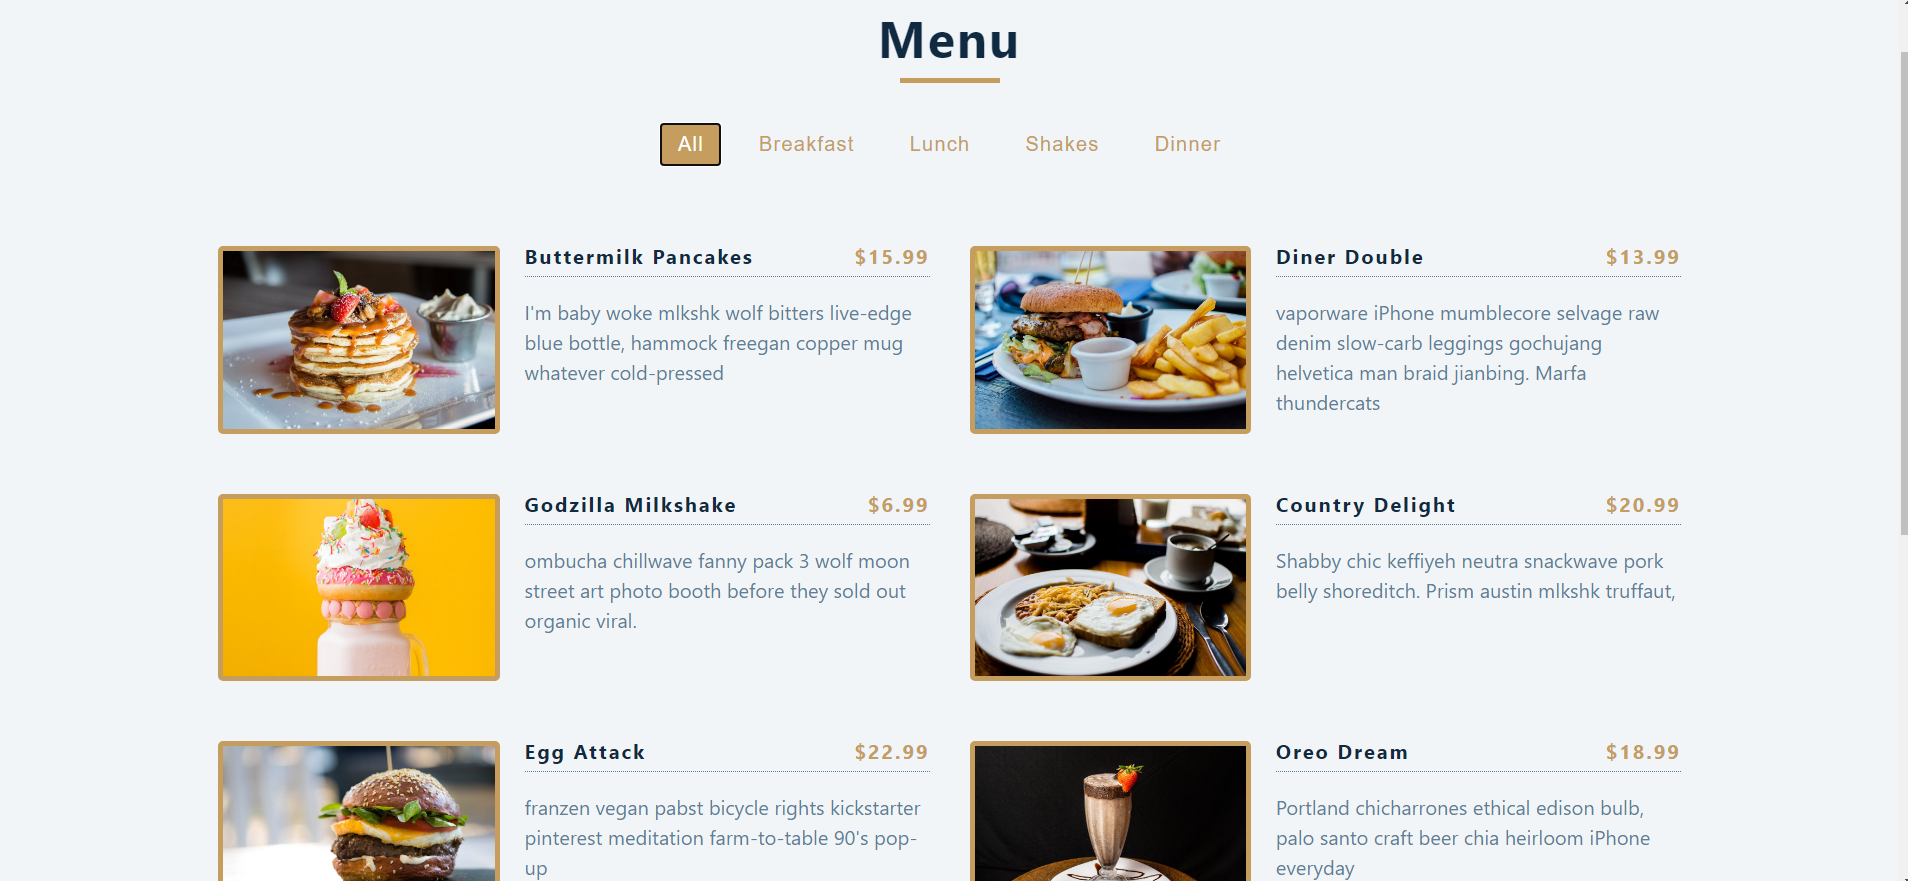 Menu
All
Breakfast
Lunch
Shakes
Dinner
Buttermilk Pancakes
$15.99
I'm baby woke mlkshk wolf bitters live-edge
blue bottle, hammock freegan copper mug
whatever cold-pressed
Diner Double
$13.99
vaporware iPhone mumblecore selvage raw
denim slow-carb leggings gochujang
helvetica man braid jianbing. Marfa
thundercats
Godzilla Milkshake
$6.99
ombucha chillwave fanny pack 3 wolf moon
street art photo booth before they sold out
organic viral.
Country Delight
$20.99
Shabby chic keffiyeh neutra snackwave pork
belly shoreditch. Prism austin mlkshk truffaut,
Egg Attack
$22.99
franzen vegan pabst bicycle rights kickstarter
pinterest meditation farm-to-table 90's pop-
up
Oreo Dream
$18.99
Portland chicharrones ethical edison bulb,
palo santo craft beer chia heirloom iPhone
everyday